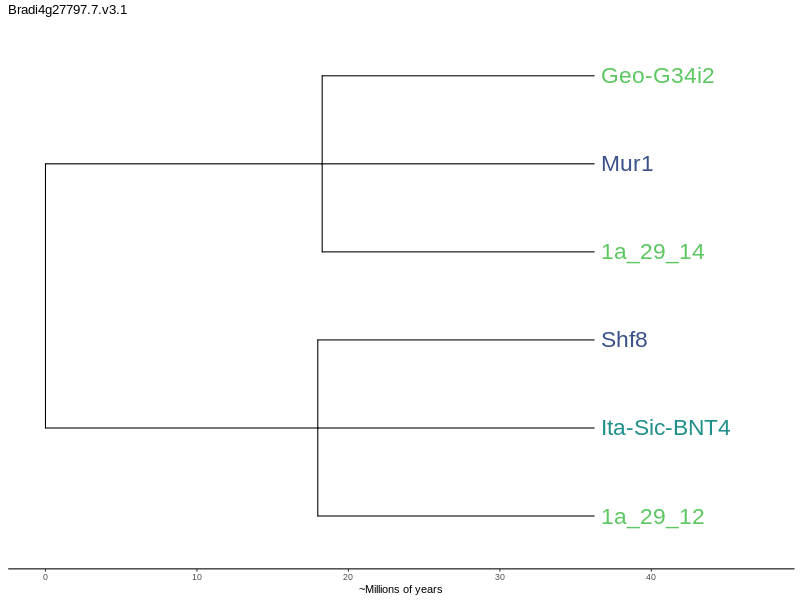 Bradi4g27797.7.v3.1
Geo-G34i2
Mur1
1a_29_14
Shf8
Ita-Sic-BNT4
1a_29_12
0 10 20 30 40
~Millions of years